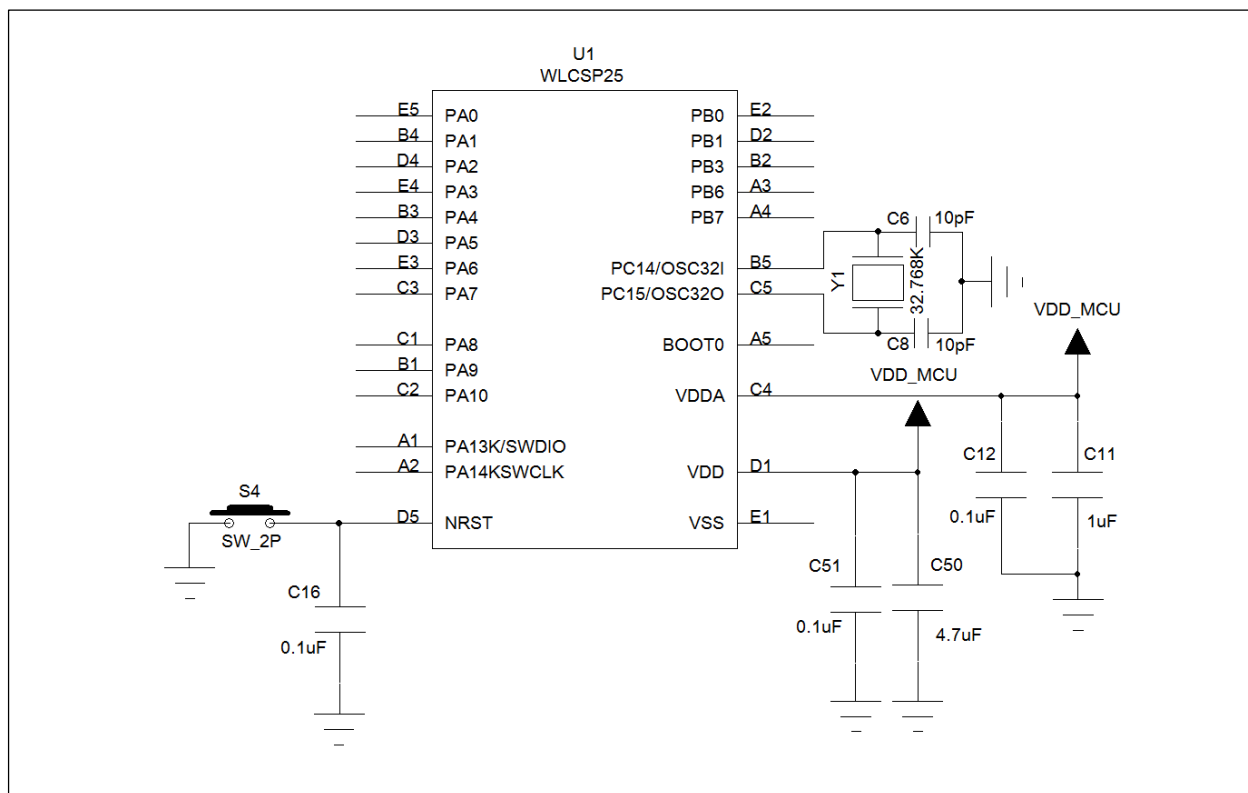 U1
WLCSP25
E5 PA0 PB0 E2
B4 PA1 PB1 D2
D4 PA2 PB3 B2
E4 PA3 PB6 A3
B3 PA4 PB7 A4
D3 PA5
E3 PA6 PC14/OSC32I B5
C3 PA7 PC15/OSC32O C5
C6 10pF
Y1 32.768K
C8 10pF
C1 PA8 BOOT0 A5
B1 PA9
C2 PA10 VDDA C4
VDD_MCU
VDD_MCU
A1 PA13K/SWDIO
A2 PA14KSWCLK VDD D1
D5 NRST VSS E1
S4
SW_2P
C16
0.1uF
C12 C11
0.1uF 1uF
C51 C50
0.1uF 4.7uF